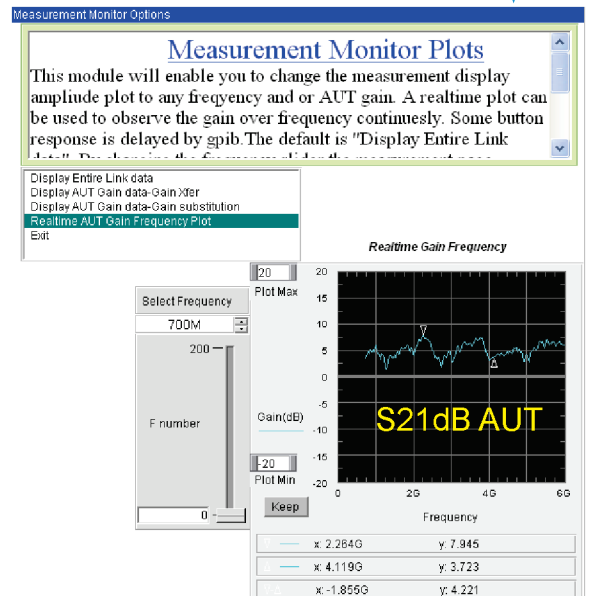 Measurement Monitor Options
Measurement Monitor Plots
This module will enable you to change the measurement display
ampliude plot to any freqyency and or AUT gain. A realtime plot can
be used to observe the gain over frequency continuesly. Some button
response is delayed by gpib.The default is "Display Entire Link
Display Entire Link data
Display AUT Gain data-Gain Xfer
Display AUT Gain data-Gain substitution
Realtime AUT Gain Frequency Plot
Exit
Realtime Gain Frequency
20
Plot Max
20
15
10
5
0
-5
-10
-15
-20
Gain(dB)
S21dB AUT
-20
Plot Min
Keep
0
2G
4G
6G
Frequency
Select Frequency
700M
200
F number
0
0
x: 2.264G y: 7.945
x: 4.119G y: 3.723
x: -1.855G y: 4.221